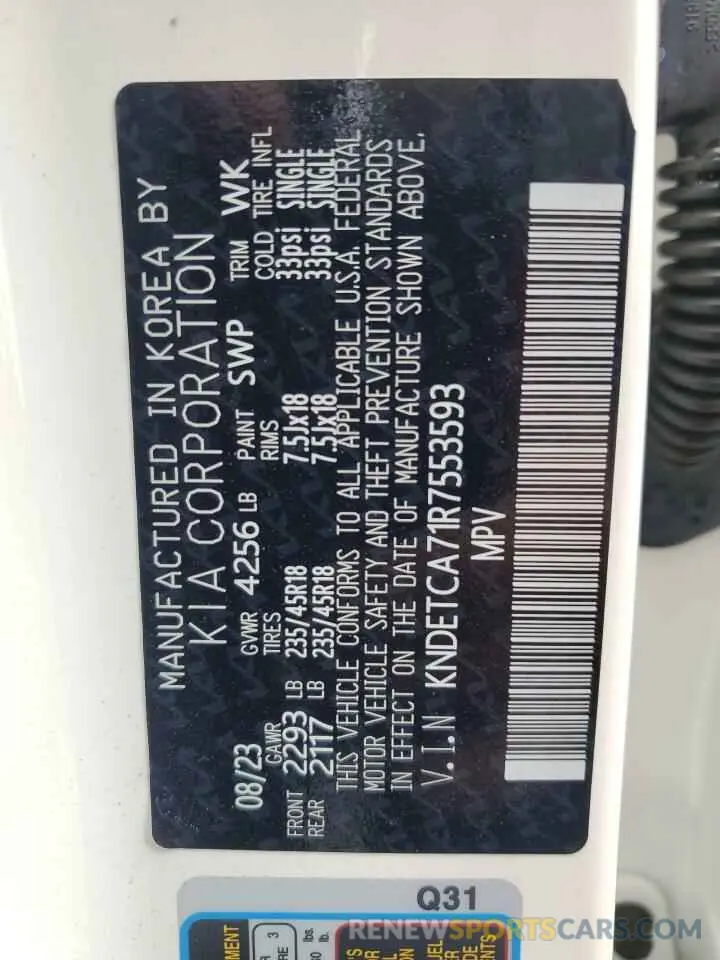 MANUFACTURED IN KOREA BY
KIA CORPORATION
08/23 GVWR 4256 LB PAINT SWP TRIM WK
GAWR TIRES RIMS COLD TIRE INFL
FRONT 2293 LB 235/45R18 7.5Jx18 33psi SINGLE
REAR 2117 LB 235/45R18 7.5Jx18 33psi SINGLE
THIS VEHICLE CONFORMS TO ALL APPLICABLE U.S.A. FEDERAL
MOTOR VEHICLE SAFETY AND THEFT PREVENTION STANDARDS
IN EFFECT ON THE DATE OF MANUFACTURE SHOWN ABOVE.
V.I.N KNDETCA71R7553593
MPV
Q31
RENEWSPORTSCARS.COM